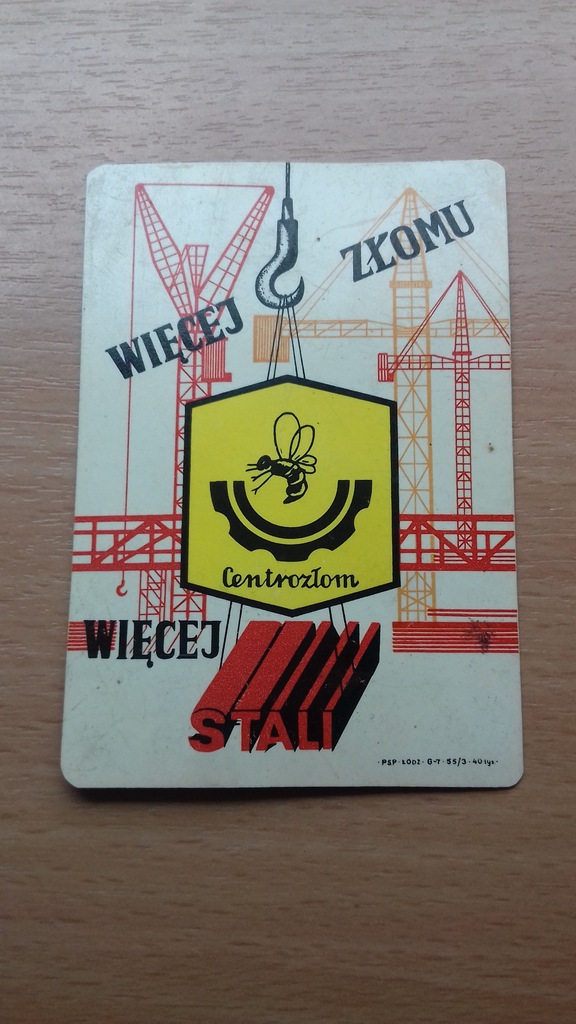 WIĘCEJ ZŁOMU
Centrozłom
WIĘCEJ
STALI
· PSP · ŁÓDŹ · G-7 · 55/3 · 40 tys ·